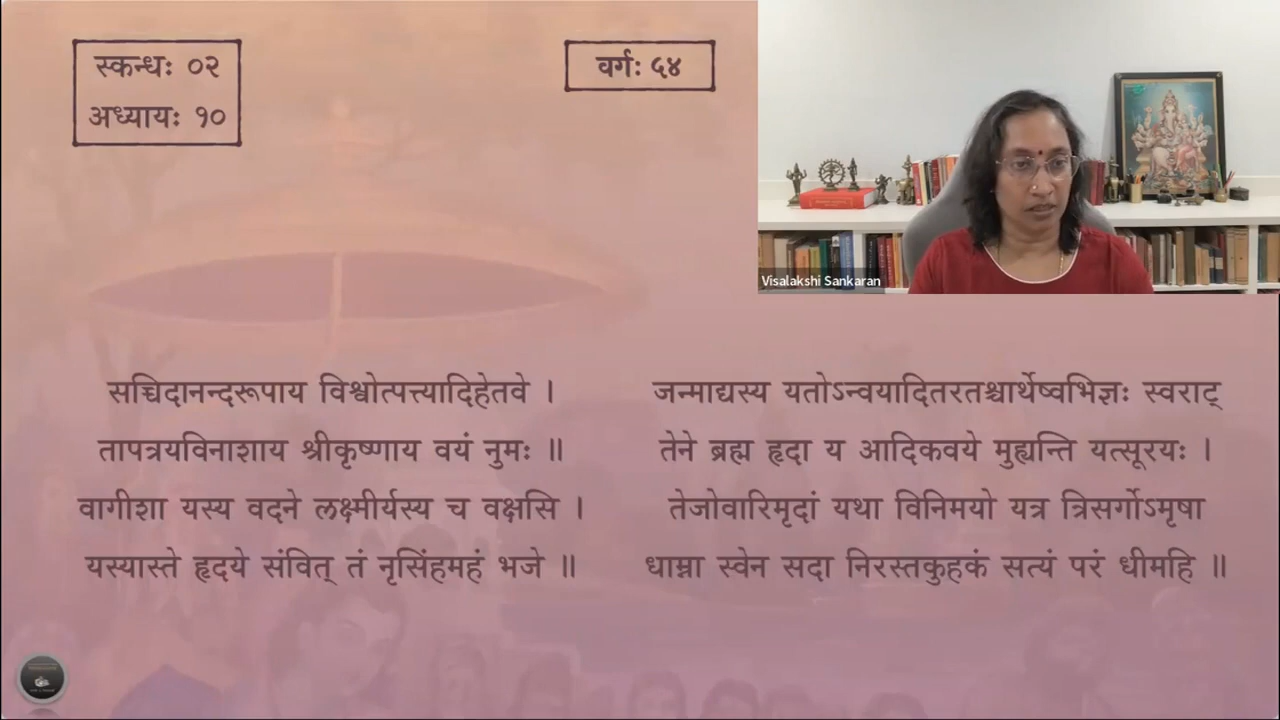 स्कन्धः ०२
अध्यायः १०
वर्गः ५४
Visalakshi Sankaran
सच्चिदानन्दरूपाय विश्वोत्पत्त्यादिहेतवे ।
तापत्रयविनाशाय श्रीकृष्णाय वयं नुमः ॥
वागीशा यस्य वदने लक्ष्मीर्यस्य च वक्षसि ।
यस्यास्ते हृदये संवित् तं नृसिंहमहं भजे ॥
जन्माद्यस्य यतोऽन्वयादितरतश्चार्थेष्वभिज्ञः स्वराट्
तेने ब्रह्म हृदा य आदिकवये मुह्यन्ति यत्सूरयः ।
तेजोवारिमृदां यथा विनिमयो यत्र त्रिसर्गोऽमृषा
धाम्ना स्वेन सदा निरस्तकुहकं सत्यं परं धीमहि ॥